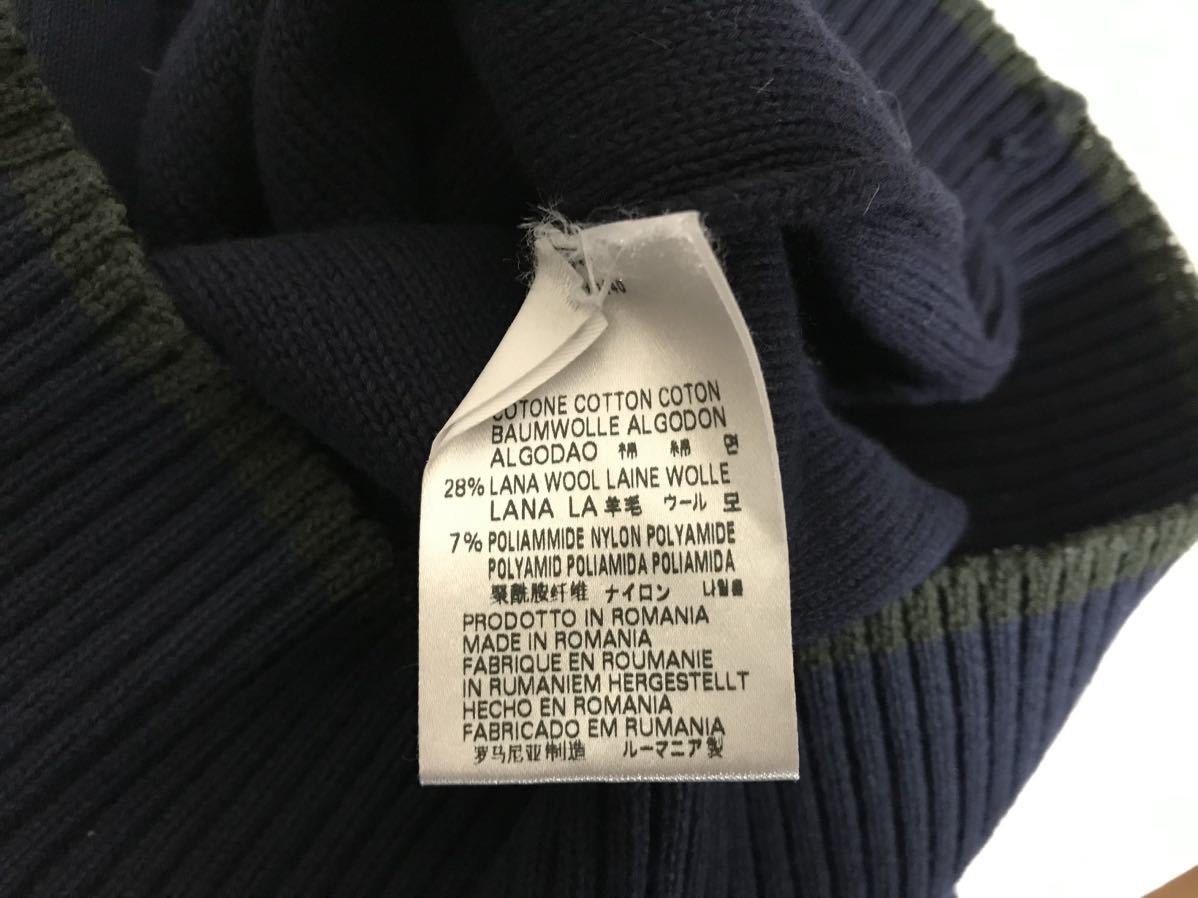 COTONE COTTON COTON
BAUMWOLLE ALGODON
ALGODAO 棉 綿 면
28% LANA WOOL LAINE WOLLE
LANA LA 羊毛 ウール 모
7% POLIAMMIDE NYLON POLYAMIDE
POLYAMID POLIAMIDA POLIAMIDA
聚酰胺纤维 ナイロン 나일론
PRODOTTO IN ROMANIA
MADE IN ROMANIA
FABRIQUE EN ROUMANIE
IN RUMANIEM HERGESTELLT
HECHO EN ROMANIA
FABRICADO EM RUMANIA
罗马尼亚制造 ルーマニア製